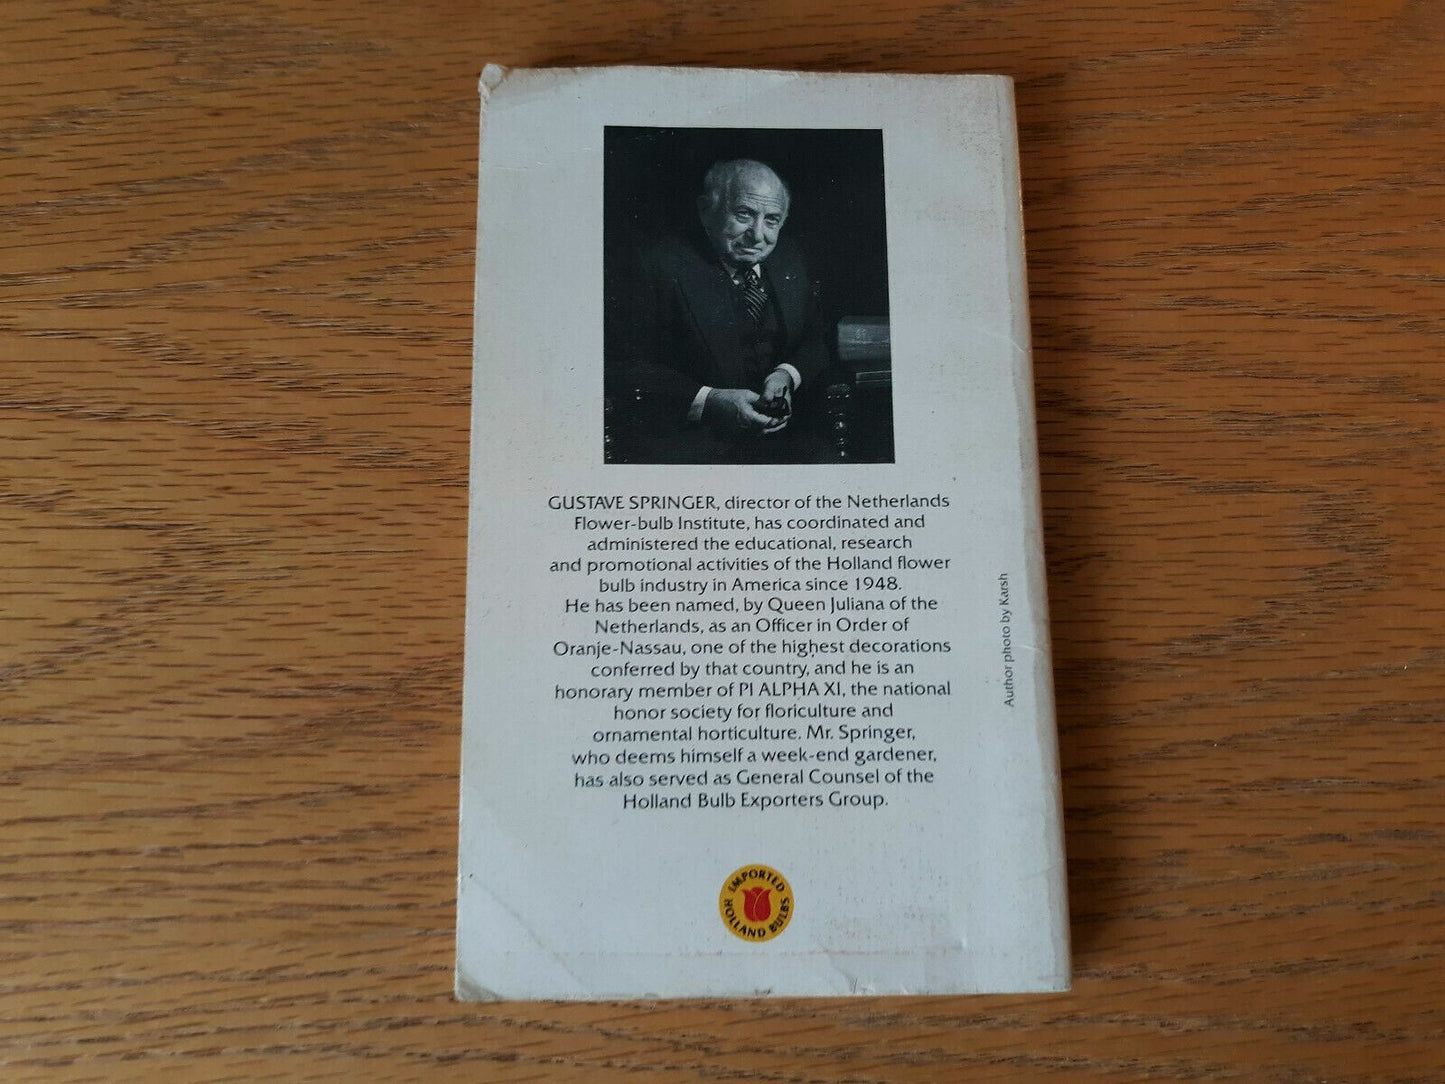 GUSTAVE SPRINGER, director of the Netherlands
Flower-bulb Institute, has coordinated and
administered the educational, research
and promotional activities of the Holland flower
bulb industry in America since 1948.
He has been named, by Queen Juliana of the
Netherlands, as an Officer in Order of
Oranje-Nassau, one of the highest decorations
conferred by that country, and he is an
honorary member of PI ALPHA XI, the national
honor society for floriculture and
ornamental horticulture. Mr. Springer,
who deems himself a week-end gardener,
has also served as General Counsel of the
Holland Bulb Exporters Group.
Author photo by Karsh
IMPORTED
HOLLAND BULBS